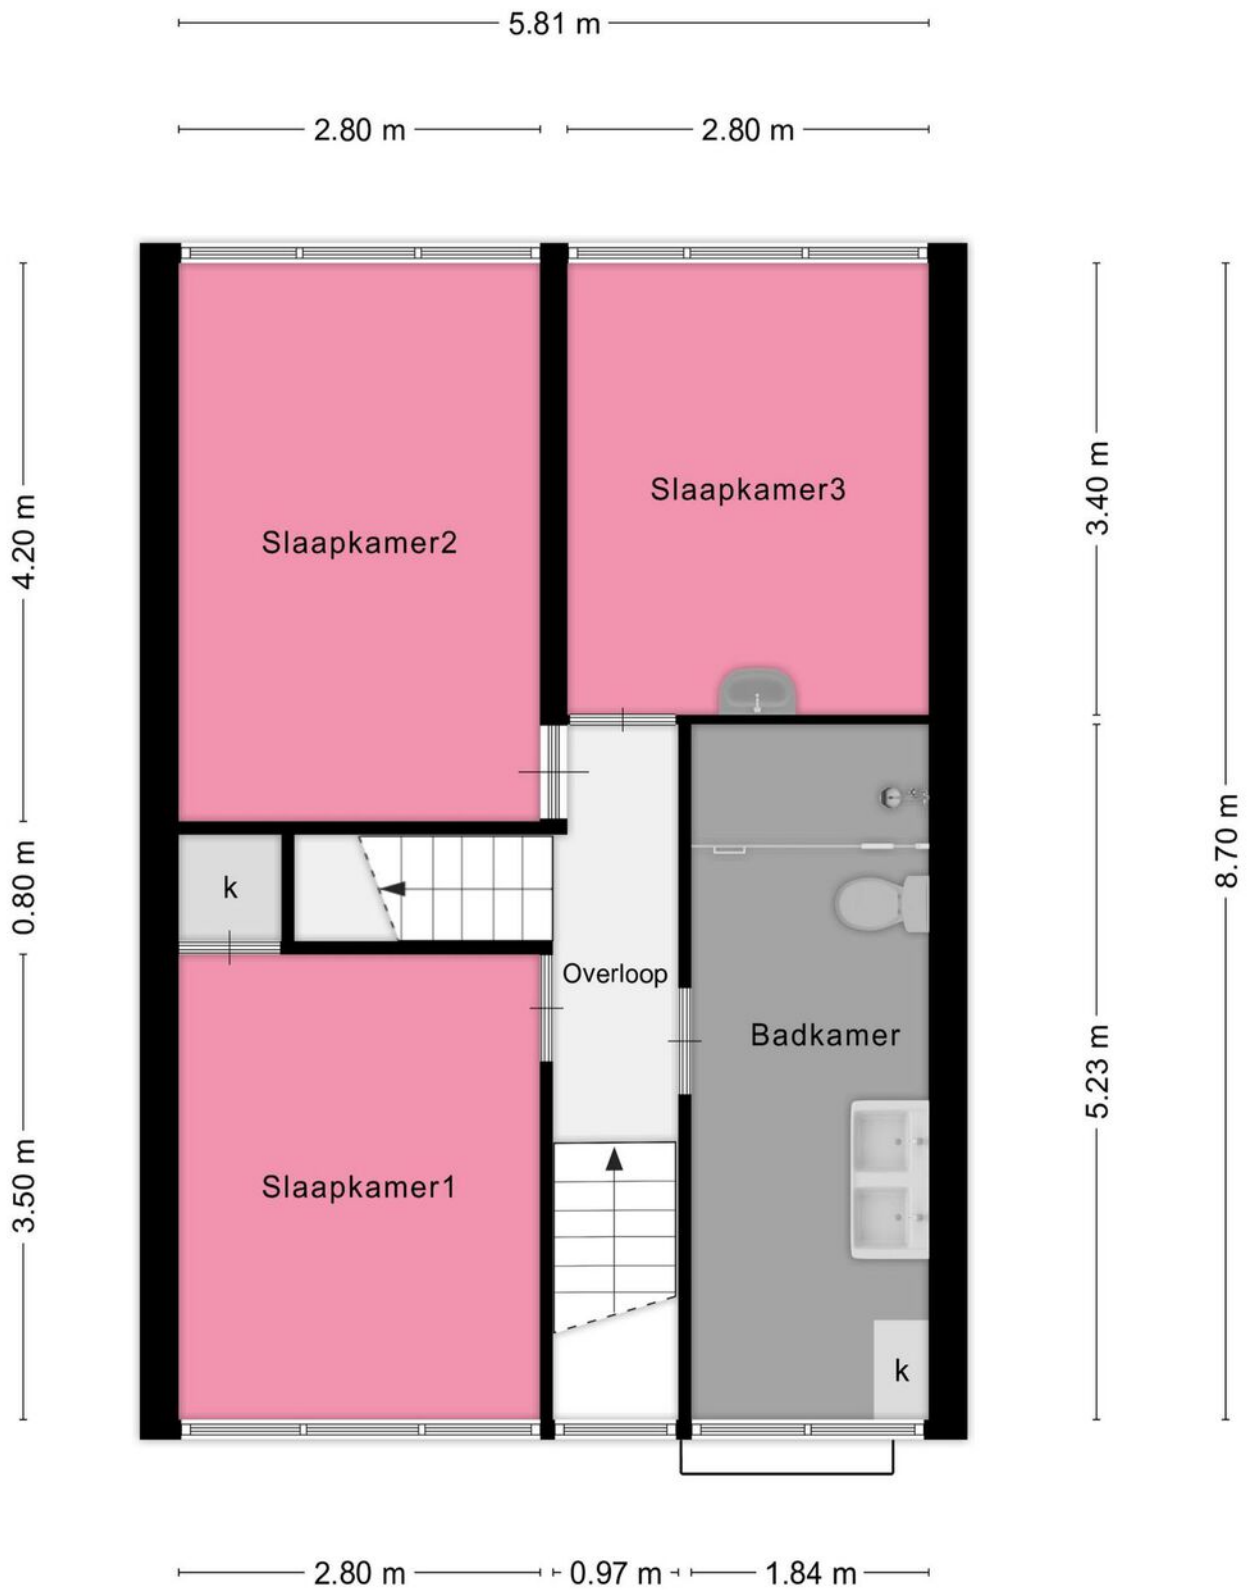 5.81 m
2.80 m
2.80 m
Slaapkamer3
3.40 m
4.20 m
Slaapkamer2
8.70 m
0.80 m
k
Overloop
Badkamer
5.23 m
3.50 m
Slaapkamer1
k
2.80 m
0.97 m
1.84 m